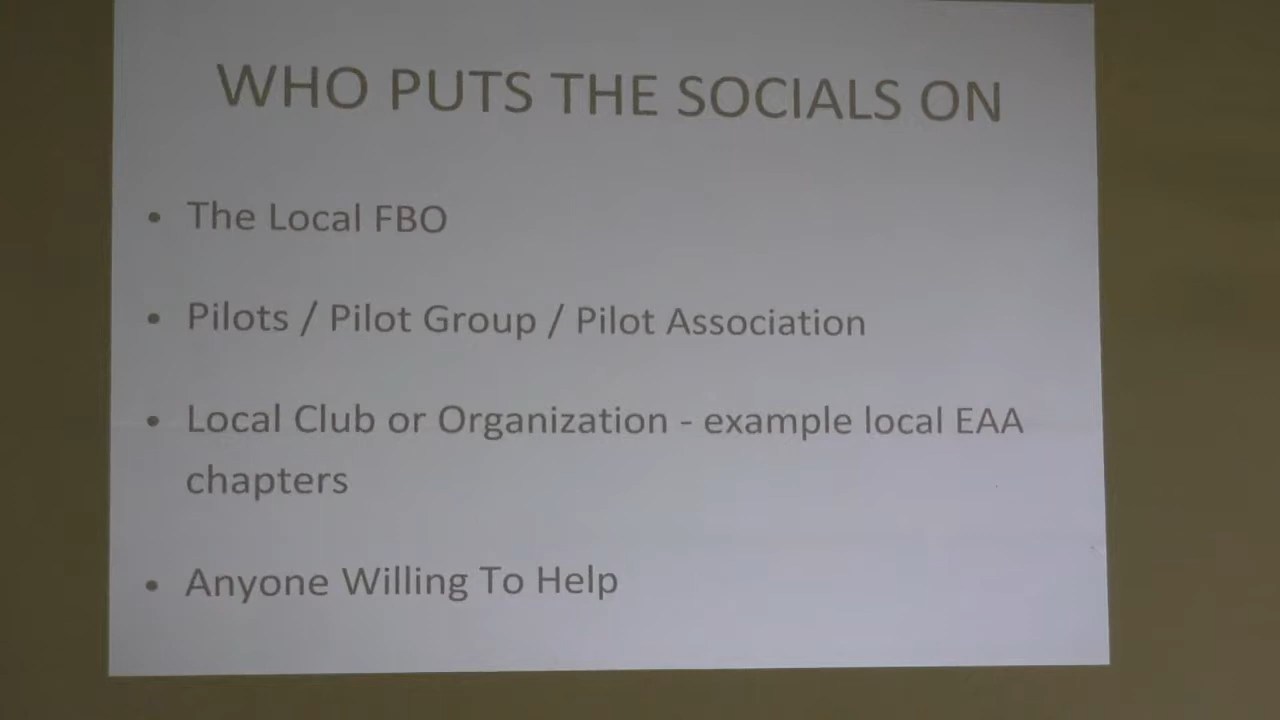 WHO PUTS THE SOCIALS ON
• The Local FBO
• Pilots / Pilot Group / Pilot Association
• Local Club or Organization - example local EAA
chapters
• Anyone Willing To Help